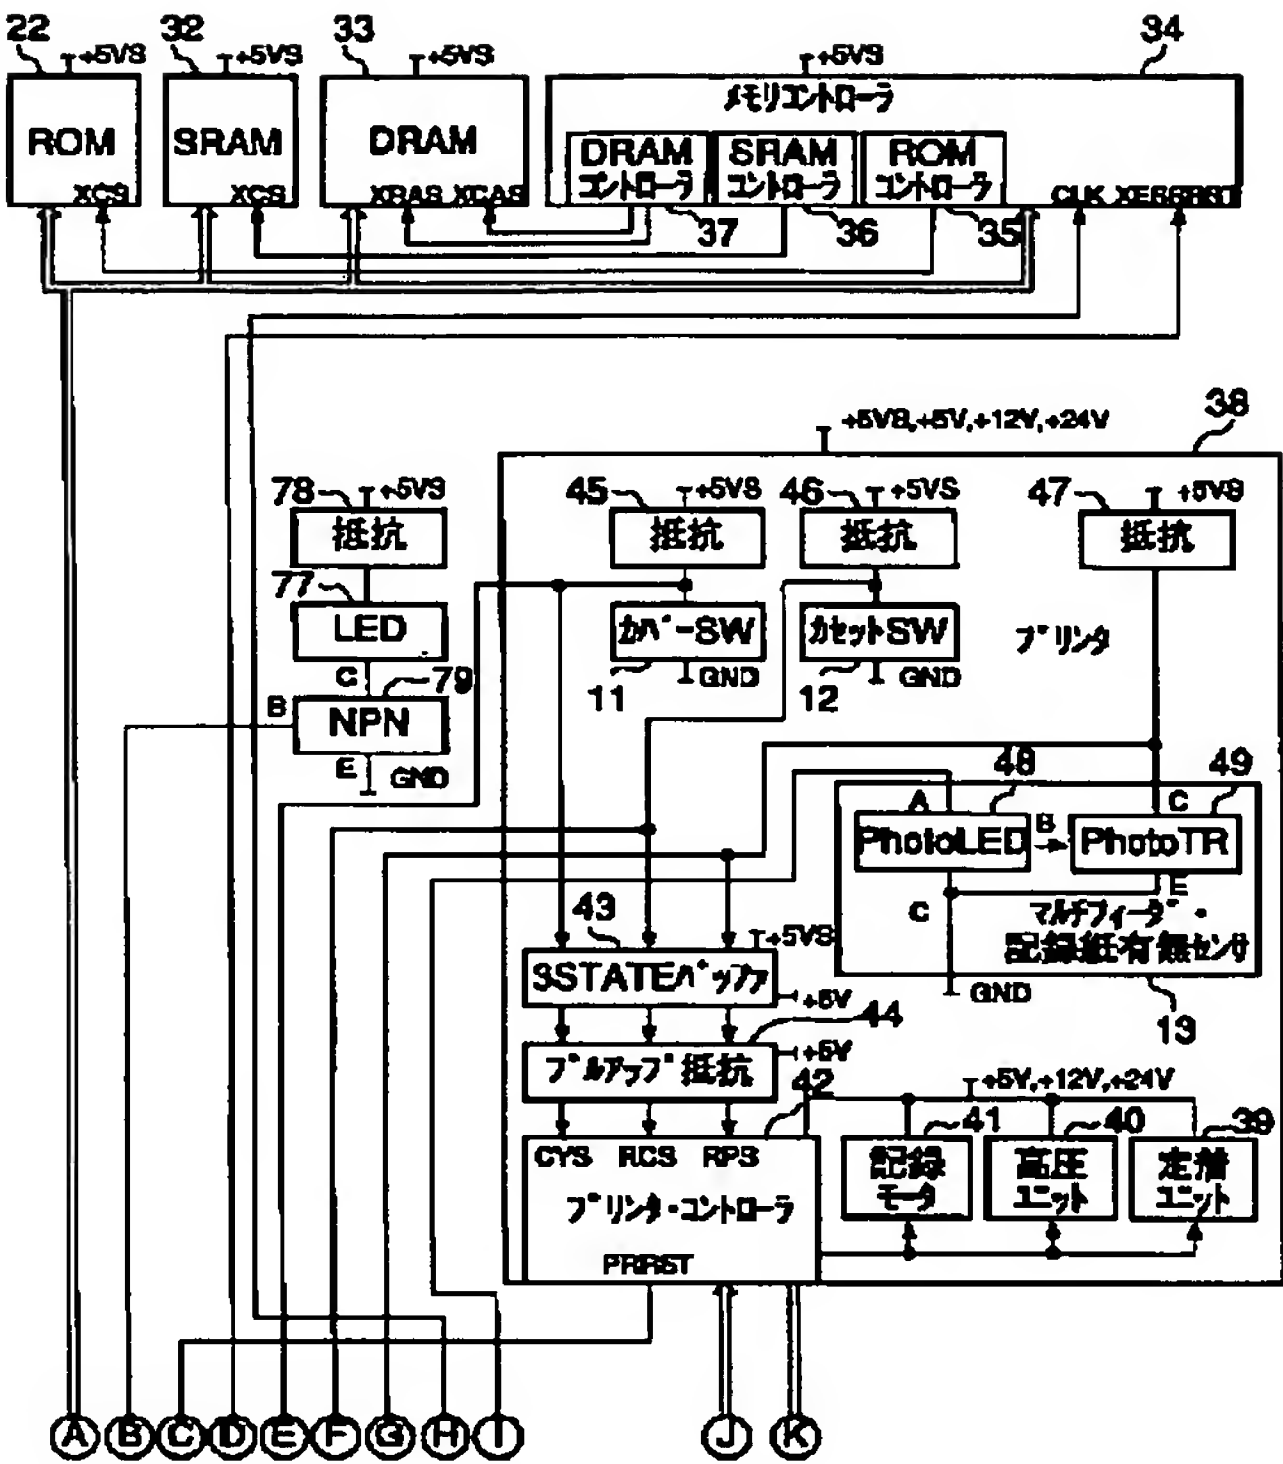 22 32 33 34
+5VS +5VS +5VS +5VS
メモリコントローラ
ROM SRAM DRAM
DRAM SRAM ROM
コントローラ コントローラ コントローラ
XCS XCS XRAS XCAS CLK
37 36 35
38
+5VS,+5V,+12V,+24V
78 +5VS 45 +5VS 46 +5VS 47 +5VS
抵抗 抵抗 抵抗 抵抗
77
LED カバーSW カセットSW プリンタ
C 79 11 GND 12 GND
B NPN
E GND
48 49
A C
PhotoLED B PhotoTR
E
C マルチフィーダ・
記録紙有無センサ
43 +5VS
3STATEバッファ GND
+5V
44 13
プルアップ抵抗 +5V
42 +5V,+12V,+24V
41 40 39
CYS RCS RPS 記録 高圧 定着
モータ ユニット ユニット
プリンタ・コントローラ
PRRST
A B C D E F G H I J K